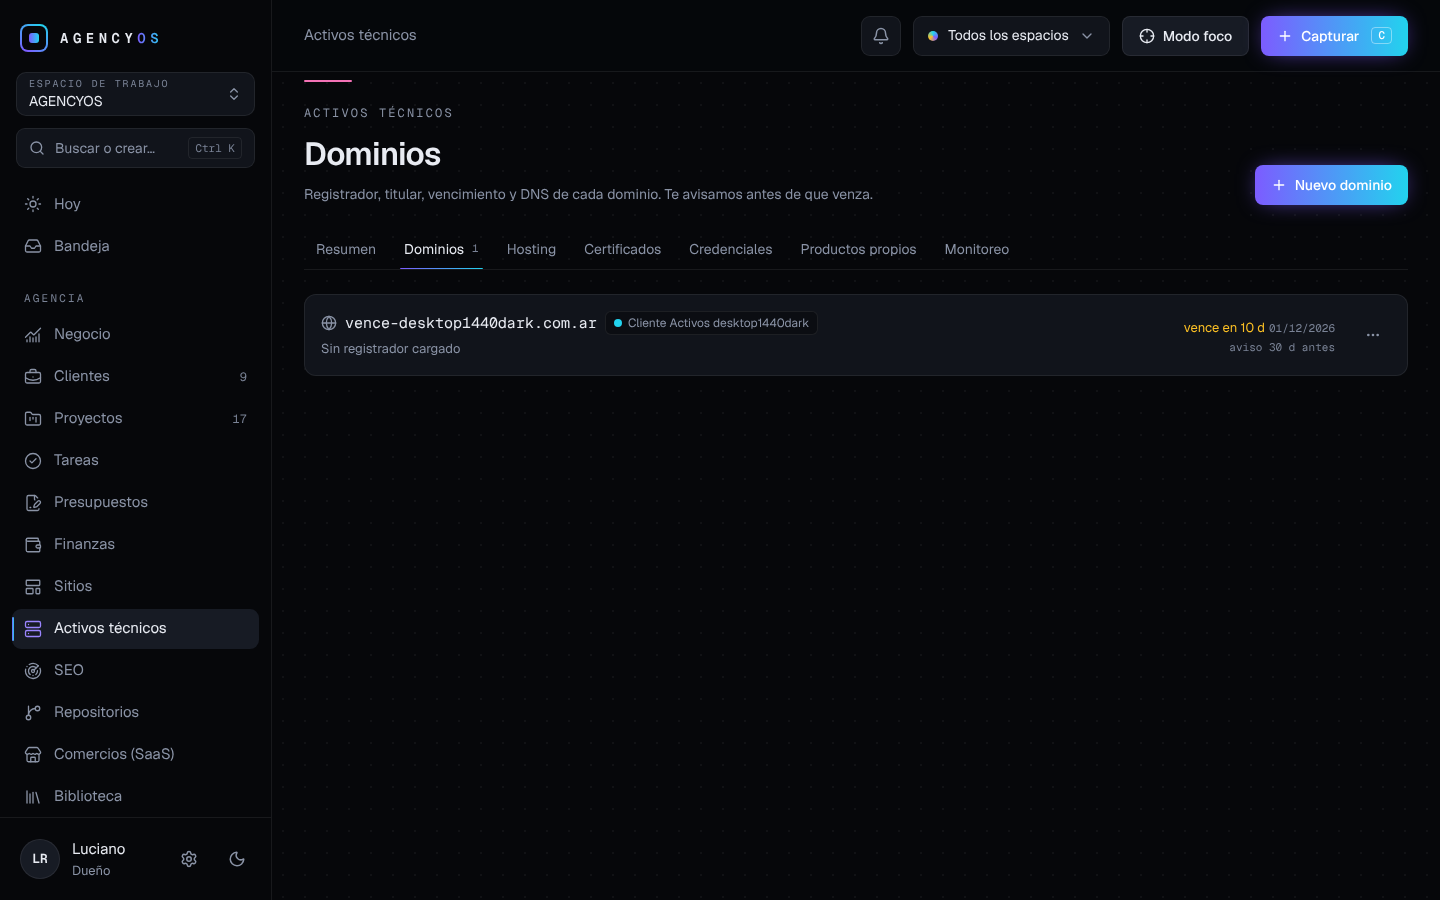 AGENCYOS
ESPACIO DE TRABAJO
AGENCYOS
Buscar o crear... Ctrl K
Hoy
Bandeja
AGENCIA
Negocio
Clientes 9
Proyectos 17
Tareas
Presupuestos
Finanzas
Sitios
Activos técnicos
SEO
Repositorios
Comercios (SaaS)
Biblioteca
LR
Luciano
Dueño
Activos técnicos
Todos los espacios
Modo foco
Capturar C
ACTIVOS TÉCNICOS
Dominios
Registrador, titular, vencimiento y DNS de cada dominio. Te avisamos antes de que venza.
Nuevo dominio
Resumen Dominios 1 Hosting Certificados Credenciales Productos propios Monitoreo
vence-desktop1440dark.com.ar Cliente Activos desktop1440dark
Sin registrador cargado
vence en 10 d 01/12/2026
aviso 30 d antes